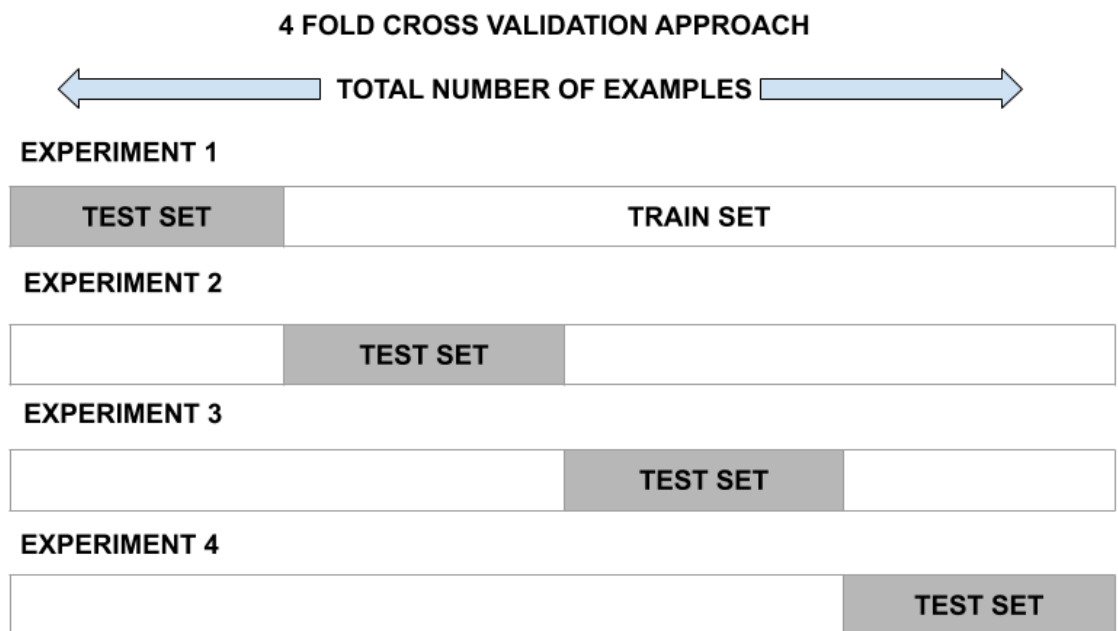 4 FOLD CROSS VALIDATION APPROACH
TOTAL NUMBER OF EXAMPLES
EXPERIMENT 1
TEST SET TRAIN SET
EXPERIMENT 2
TEST SET
EXPERIMENT 3
TEST SET
EXPERIMENT 4
TEST SET